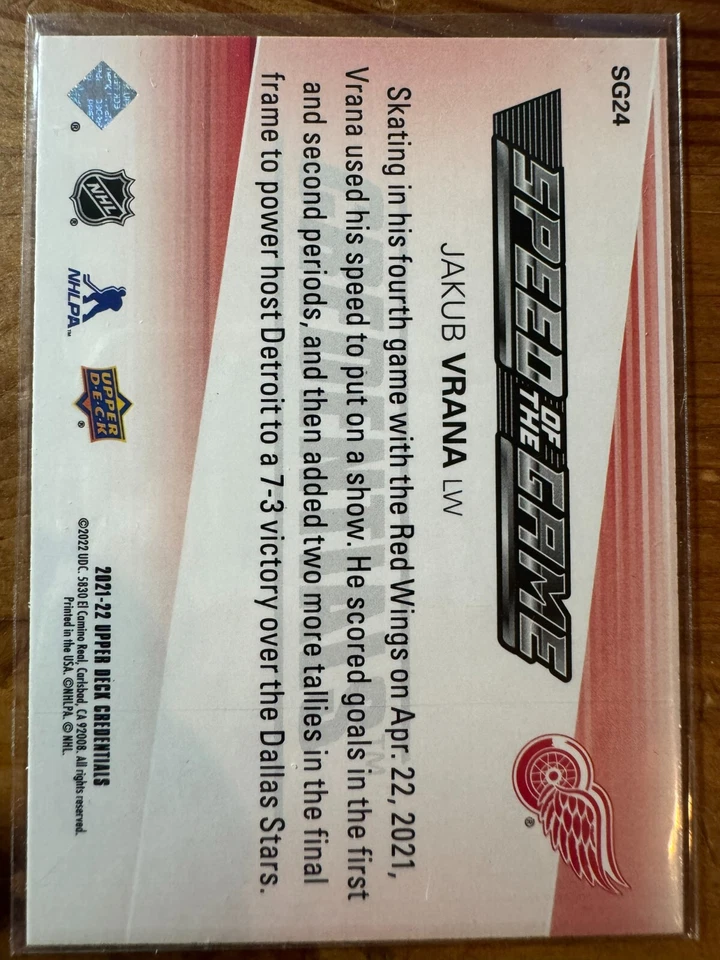 SG24
SPEED OF THE GAME
JAKUB VRANA LW
Skating in his fourth game with the Red Wings on Apr. 22, 2021,
Vrana used his speed to put on a show. He scored goals in the first
and second periods, and then added two more tallies in the final
frame to power host Detroit to a 7-3 victory over the Dallas Stars.
CREDENTIALS™
NHL ®
NHLPA™
UPPER DECK ®
2021-22 UPPER DECK CREDENTIALS
©2022 UDC. 5830 El Camino Real, Carlsbad, CA 92008. All rights reserved.
Printed in the USA. ©NHLPA. © NHL.